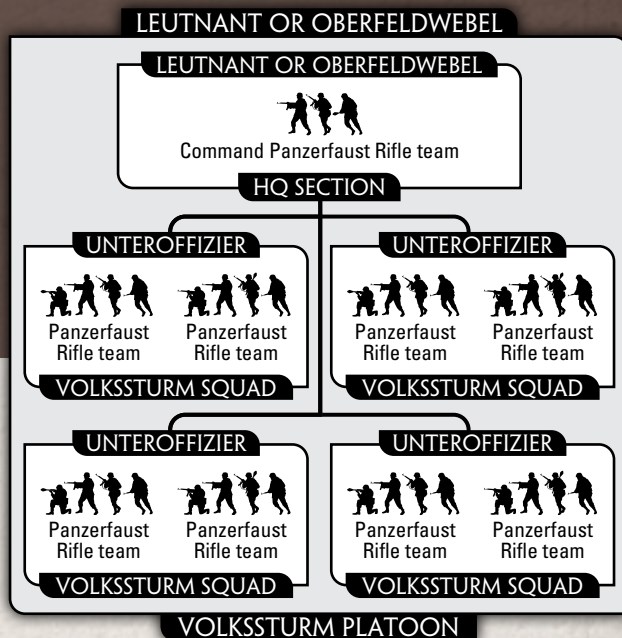 LEUTNANT OR OBERFELDWEBEL
LEUTNANT OR OBERFELDWEBEL
Command Panzerfaust Rifle team
HQ SECTION
UNTEROFFIZIER
Panzerfaust
Rifle team
Panzerfaust
Rifle team
VOLKSSTURM SQUAD
UNTEROFFIZIER
Panzerfaust
Rifle team
Panzerfaust
Rifle team
VOLKSSTURM SQUAD
UNTEROFFIZIER
Panzerfaust
Rifle team
Panzerfaust
Rifle team
VOLKSSTURM SQUAD
UNTEROFFIZIER
Panzerfaust
Rifle team
Panzerfaust
Rifle team
VOLKSSTURM SQUAD
VOLKSSTURM PLATOON